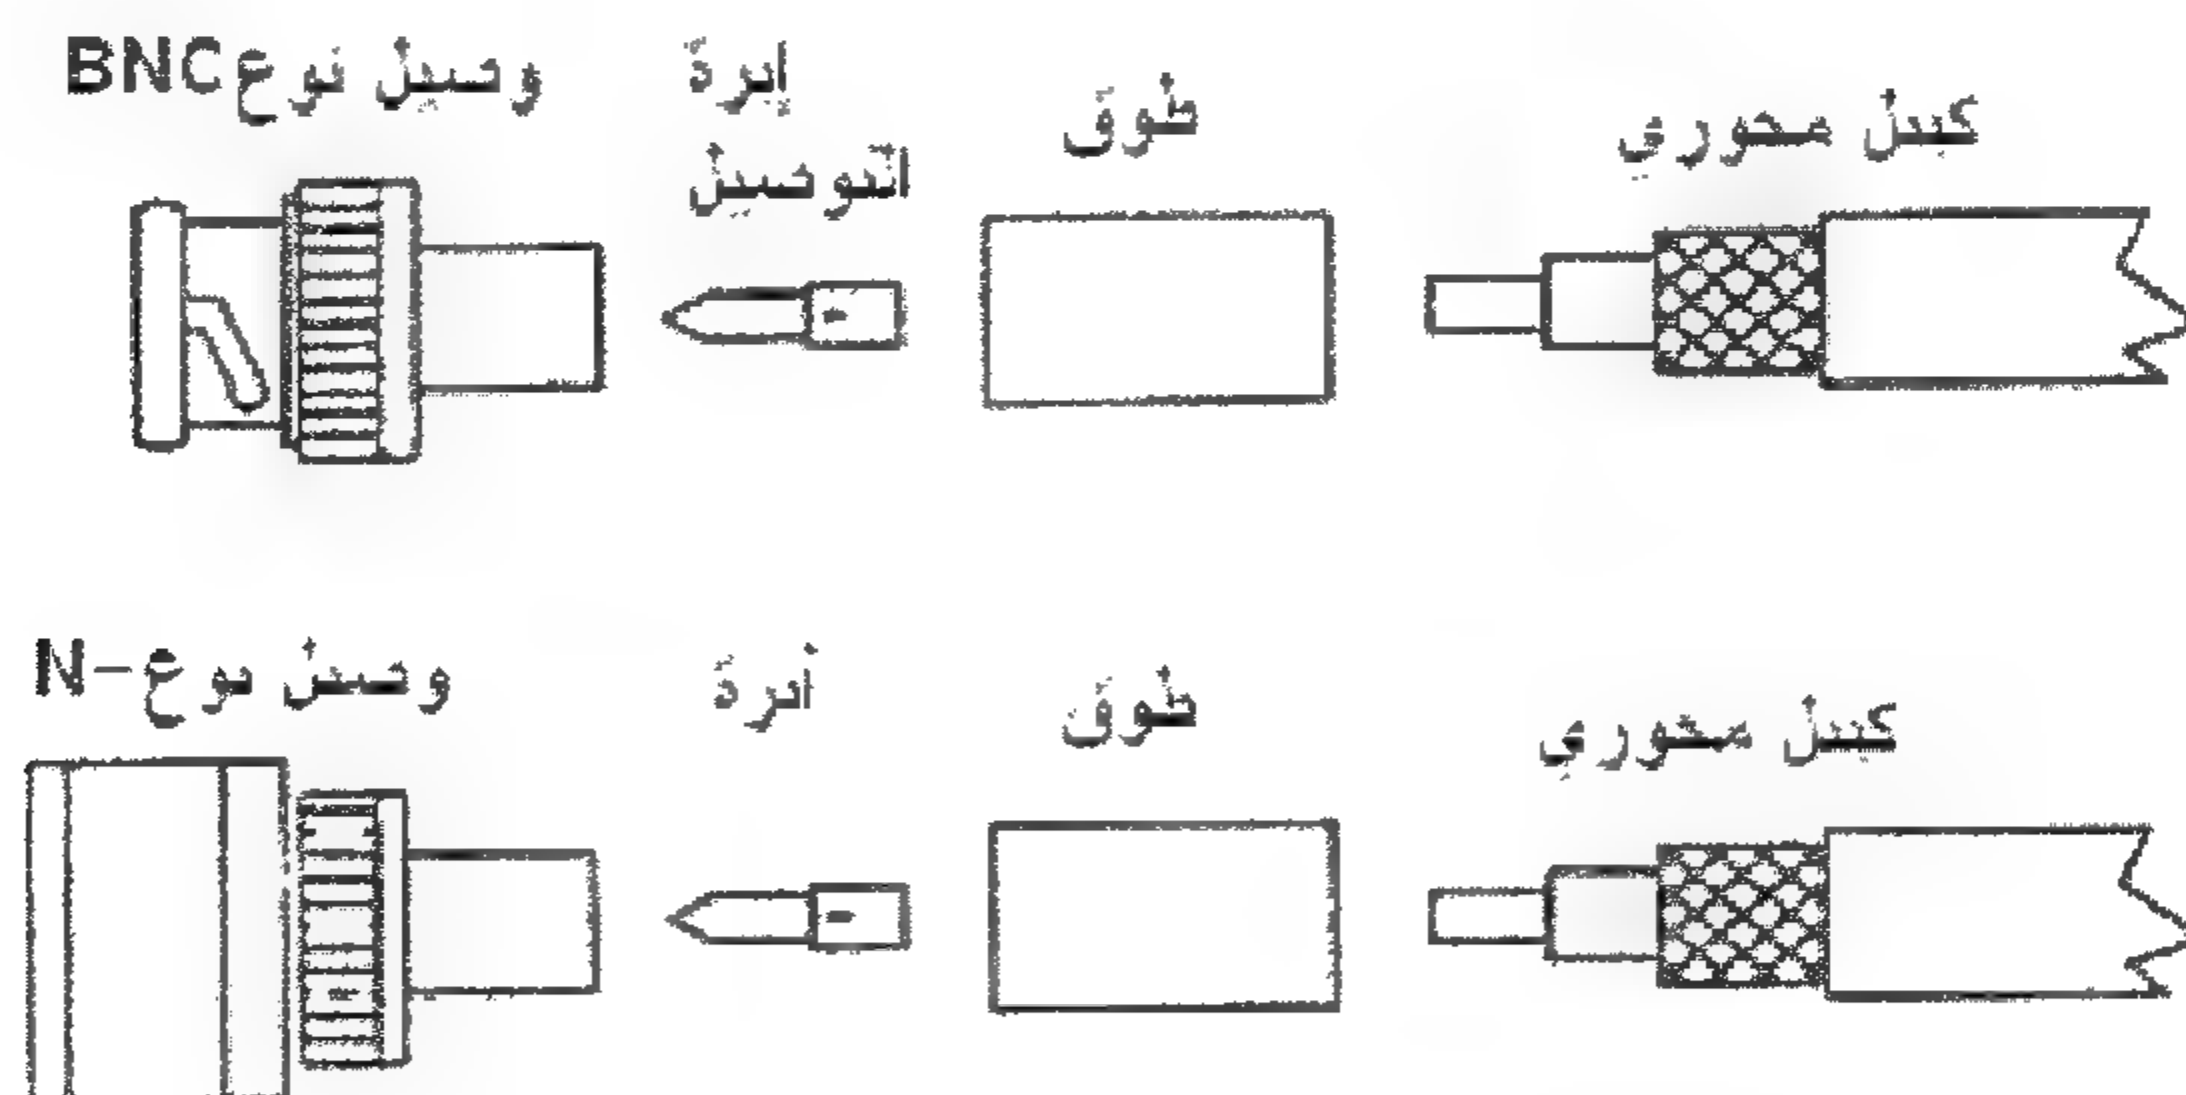 كبل محوري
طوق
إبرة
التوصيل
وصيل نوع BNC
كبل محوري
طوق
أبرة
وصيل نوع-N